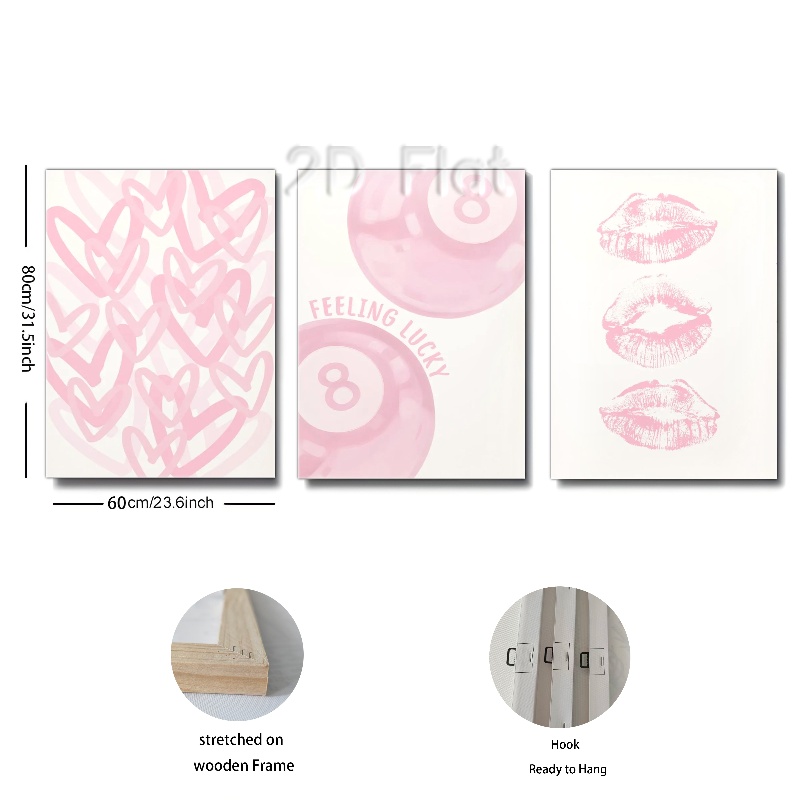 2D Flat
8
FEELING LUCKY
8
80cm/31.5inch
60cm/23.6inch
stretched on
wooden Frame
Hook
Ready to Hang